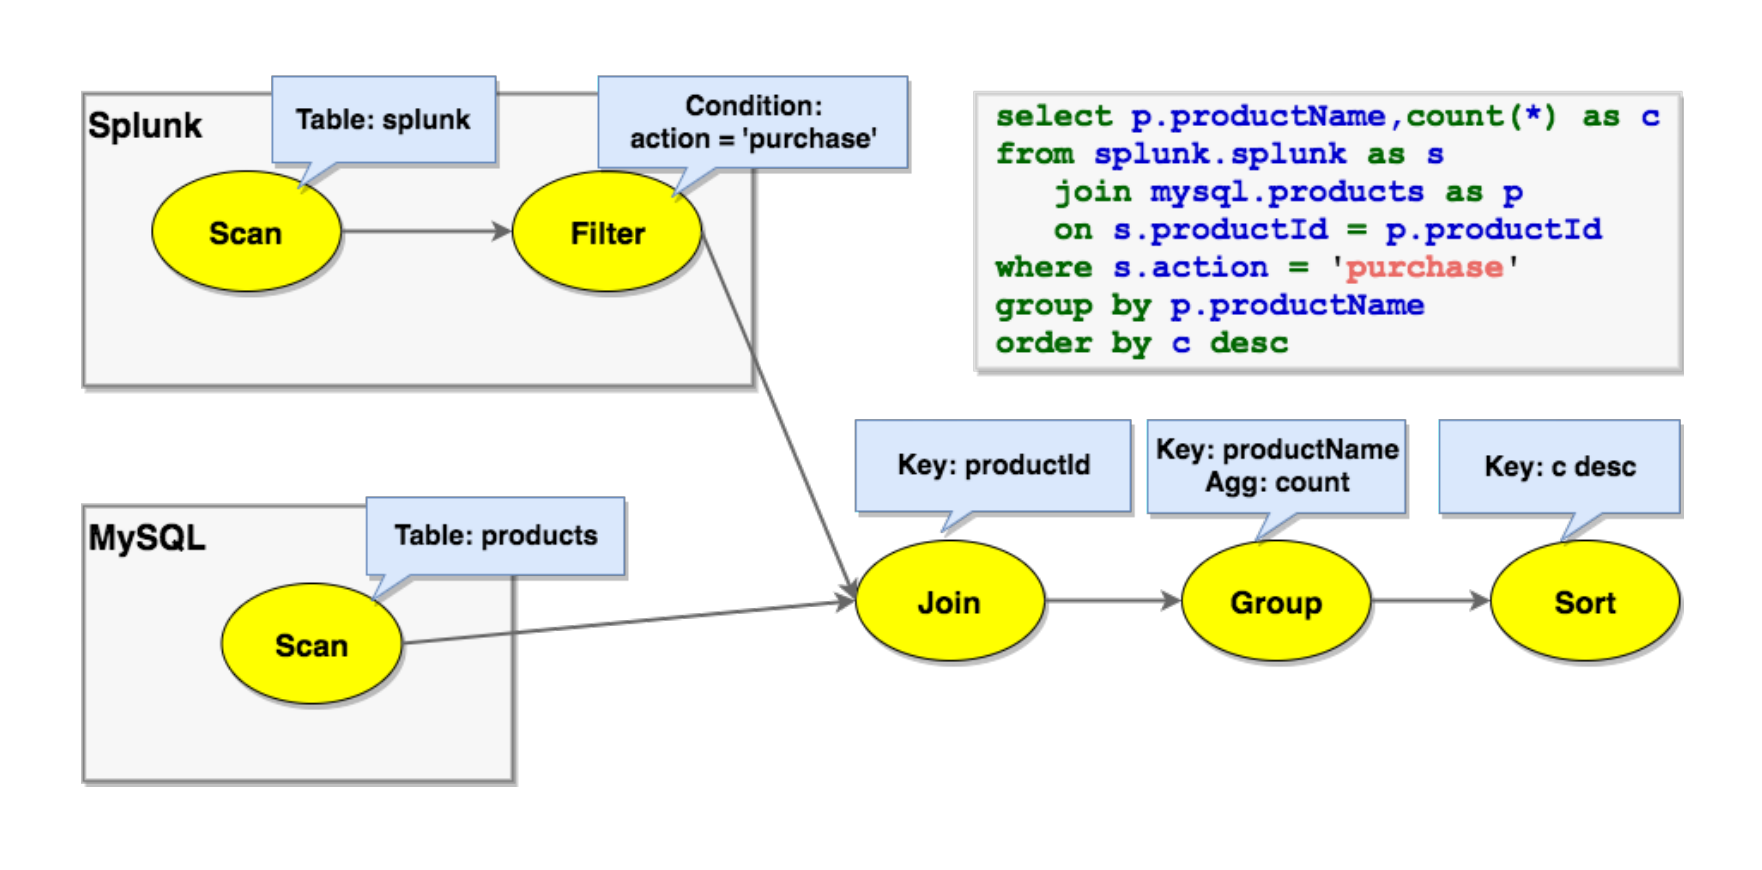 Splunk
Table: splunk
Condition:
action = 'purchase'
Scan
Filter
select p.productName,count(*) as c
from splunk.splunk as s
   join mysql.products as p
   on s.productId = p.productId
where s.action = 'purchase'
group by p.productName
order by c desc
MySQL
Table: products
Scan
Key: productId
Key: productName
Agg: count
Key: c desc
Join
Group
Sort